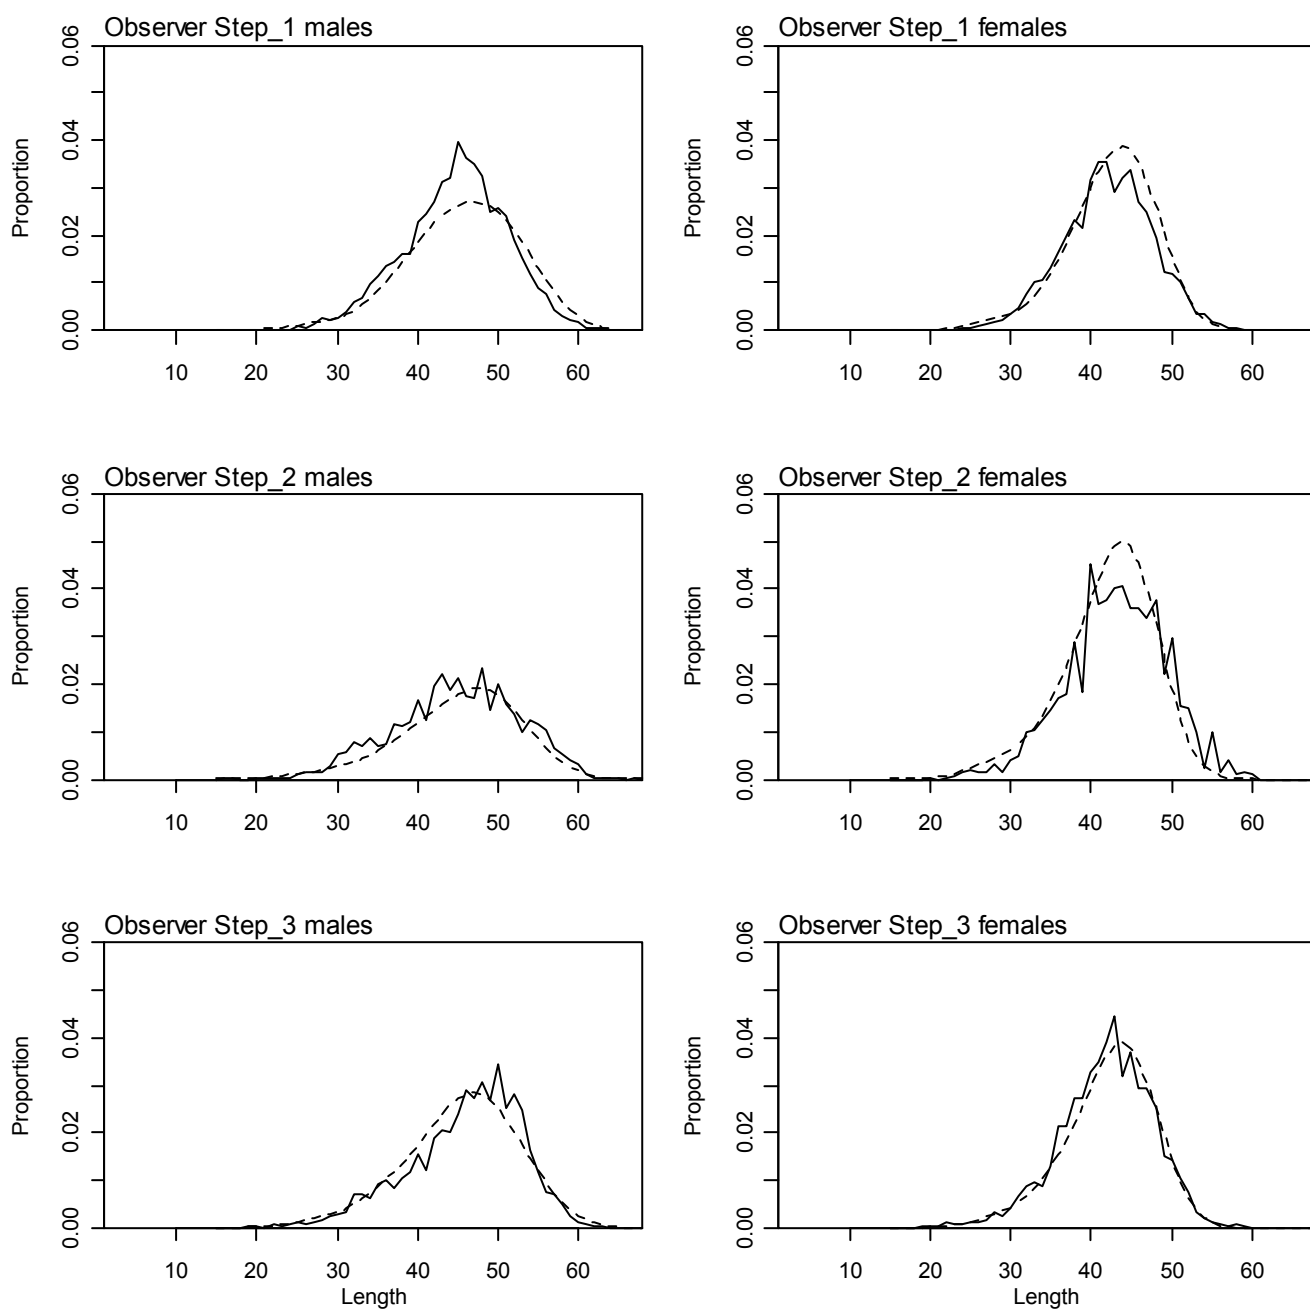 Observer Step_1 males
Observer Step_1 females
Proportion
0.00 0.02 0.04 0.06
10 20 30 40 50 60
Proportion
0.00 0.02 0.04 0.06
10 20 30 40 50 60
Observer Step_2 males
Observer Step_2 females
Proportion
0.00 0.02 0.04 0.06
10 20 30 40 50 60
Proportion
0.00 0.02 0.04 0.06
10 20 30 40 50 60
Observer Step_3 males
Observer Step_3 females
Proportion
0.00 0.02 0.04 0.06
10 20 30 40 50 60
Length
Proportion
0.00 0.02 0.04 0.06
10 20 30 40 50 60
Length